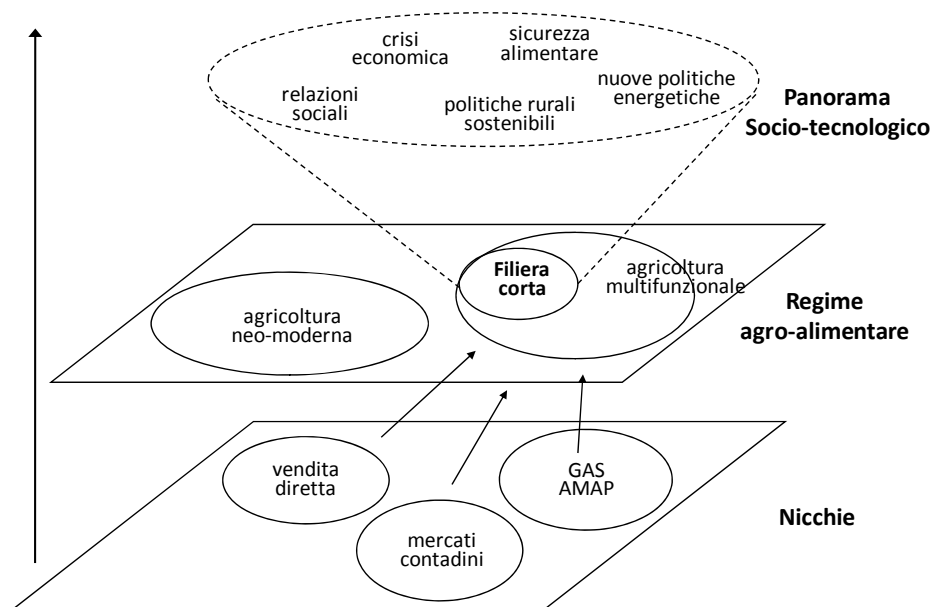 crisi
economica
sicurezza
alimentare
nuove politiche
energetiche
relazioni
sociali
politiche rurali
sostenibili
Panorama
Socio-tecnologico
Filiera
corta
agricoltura
multifunzionale
agricoltura
neo-moderna
Regime
agro-alimentare
vendita
diretta
GAS
AMAP
mercati
contadini
Nicchie